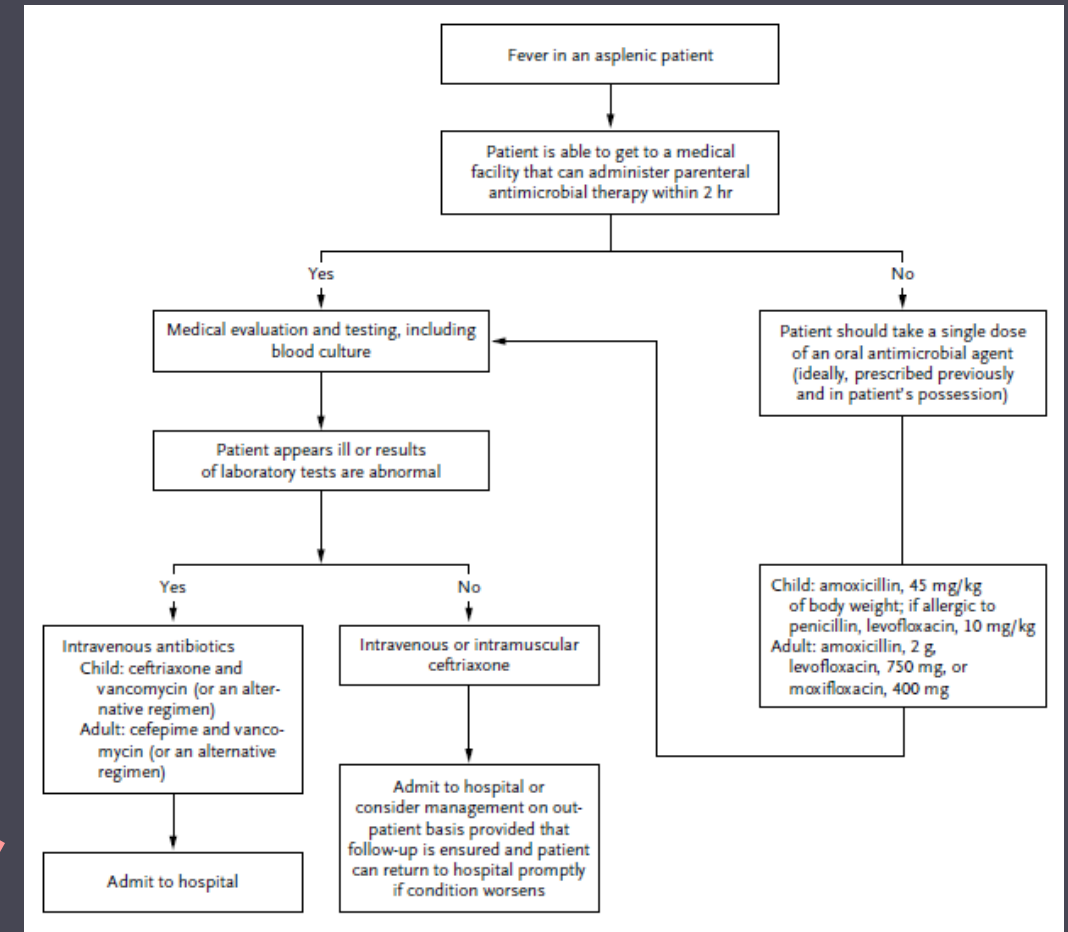 Fever in an asplenic patient
Patient is able to get to a medical
facility that can administer parenteral
antimicrobial therapy within 2 hr
Yes
No
Medical evaluation and testing, including
blood culture
Patient should take a single dose
of an oral antimicrobial agent
(ideally, prescribed previously
and in patient's possession)
Patient appears ill or results
of laboratory tests are abnormal
Child: amoxicillin, 45 mg/kg
of body weight; if allergic to
penicillin, levofloxacin, 10 mg/kg
Adult: amoxicillin, 2 g,
levofloxacin, 750 mg, or
moxifloxacin, 400 mg
Yes
No
Intravenous antibiotics
Child: ceftriaxone and
vancomycin (or an alter-
native regimen)
Adult: cefepime and vanco-
mycin (or an alternative
regimen)
Intravenous or intramuscular
ceftriaxone
Admit to hospital
Admit to hospital or
consider management on out-
patient basis provided that
follow-up is ensured and patient
can return to hospital promptly
if condition worsens